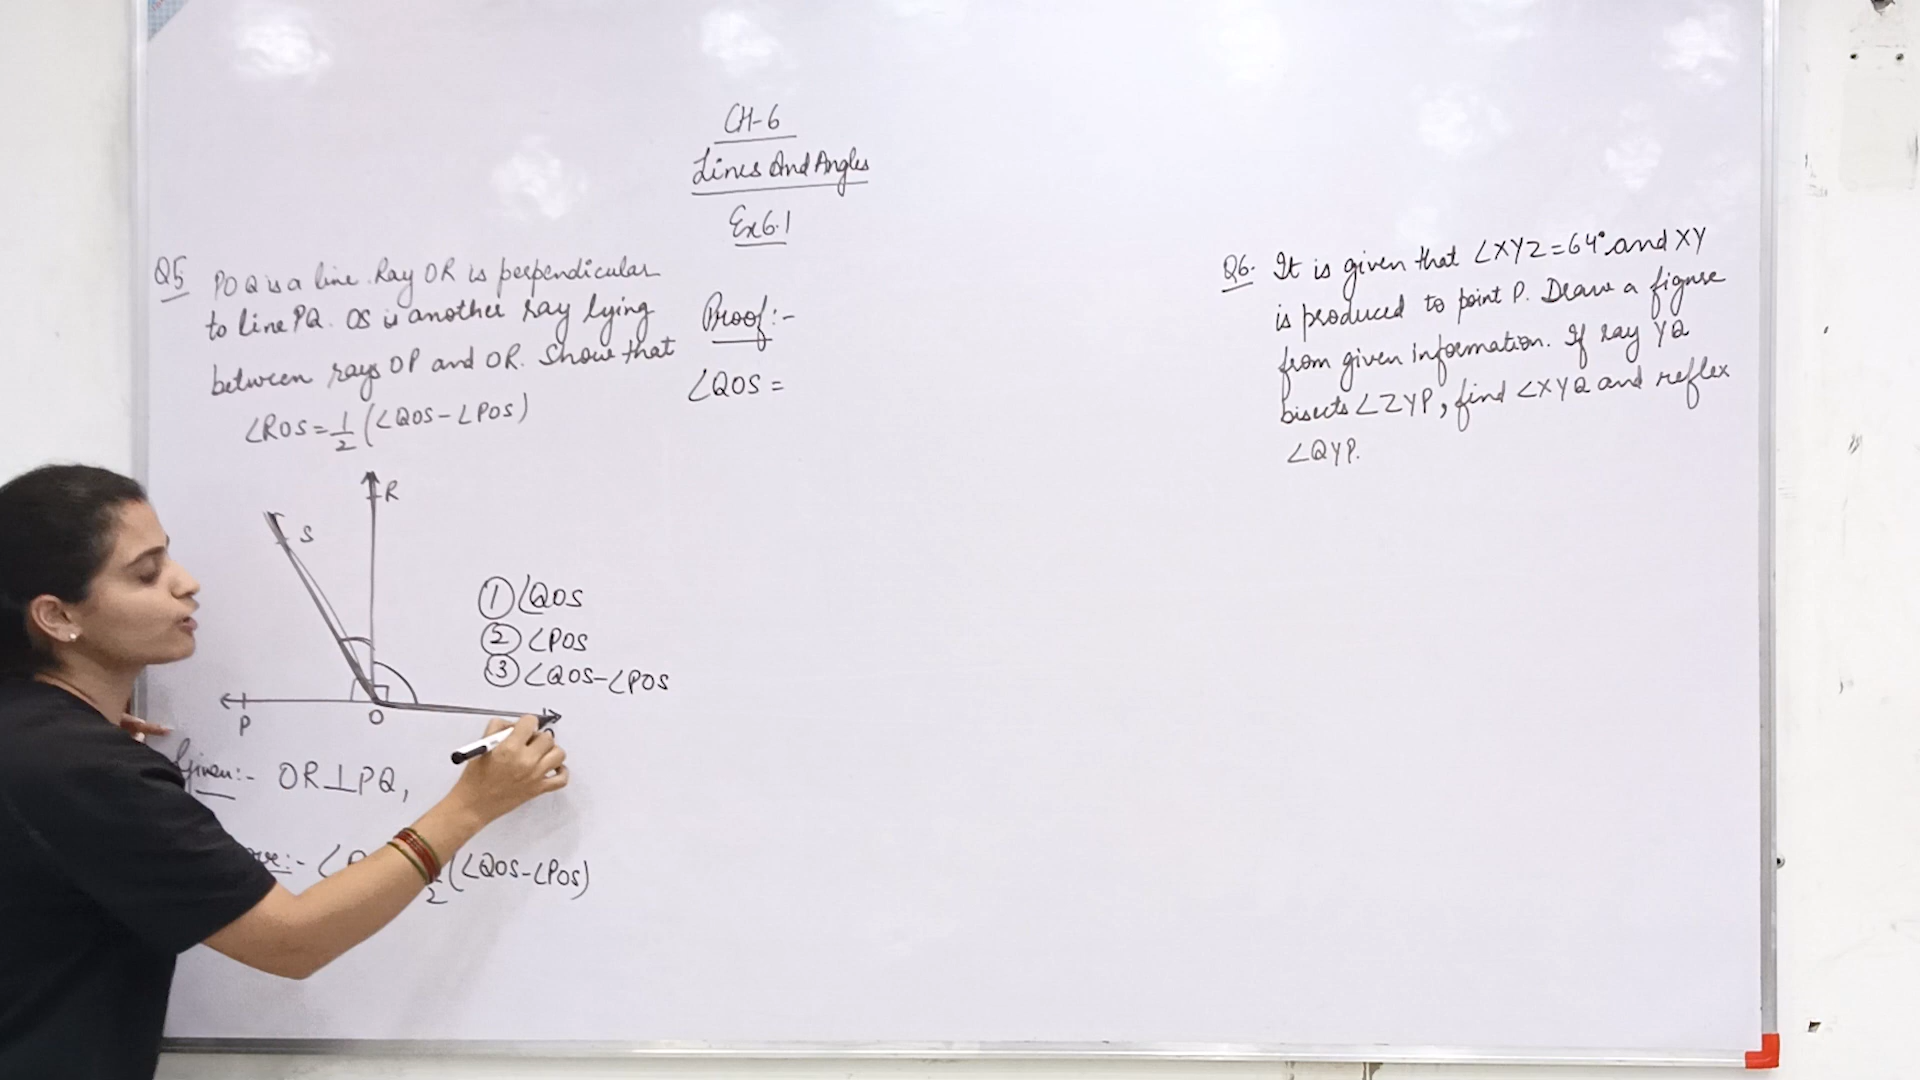 CH-6
Lines And Angles
Ex 6.1
Q5 POQ is a line. Ray OR is perpendicular
to line PQ. OS is another ray lying
between rays OP and OR. Show that
∠ROS = 1/2 (∠QOS - ∠POS)
R
S
P
O
① ∠QOS
② ∠POS
③ ∠QOS - ∠POS
Given:- OR⊥PQ,
(∠QOS-∠POS)
2
Proof:-
∠QOS =
Q6. It is given that ∠XYZ = 64° and XY
is produced to point P. Draw a figure
from given information. If ray YQ
bisects ∠ZYP, find ∠XYQ and reflex
∠QYP.